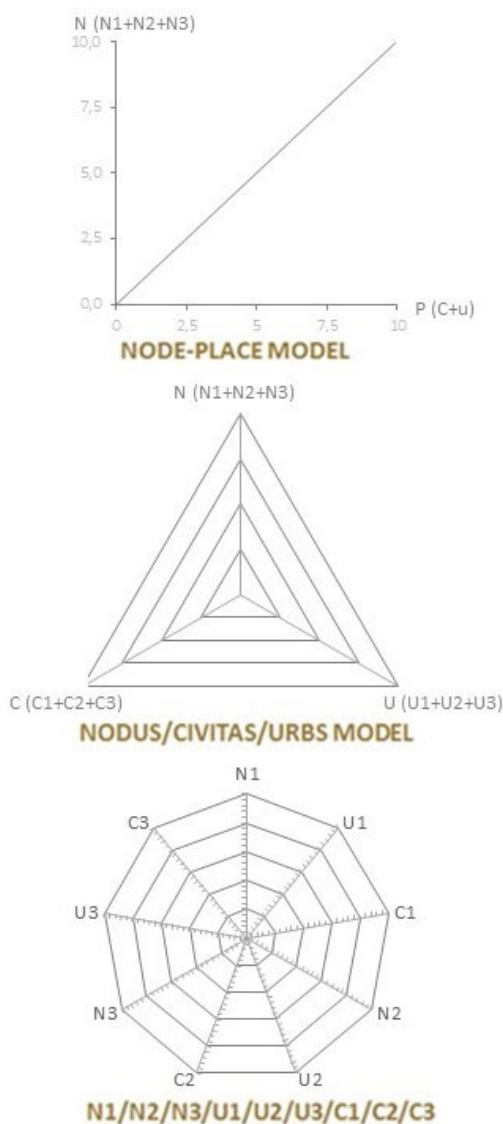 N (N1+N2+N3)
10,0
7,5
5,0
2,5
0,0
0 2,5 5 7,5 10 P (C+u)
NODE-PLACE MODEL
N (N1+N2+N3)
C (C1+C2+C3) U (U1+U2+U3)
NODUS/CIVITAS/URBS MODEL
N1
C3 U1
U3 C1
N3 N2
C2 U2
N1/N2/N3/U1/U2/U3/C1/C2/C3